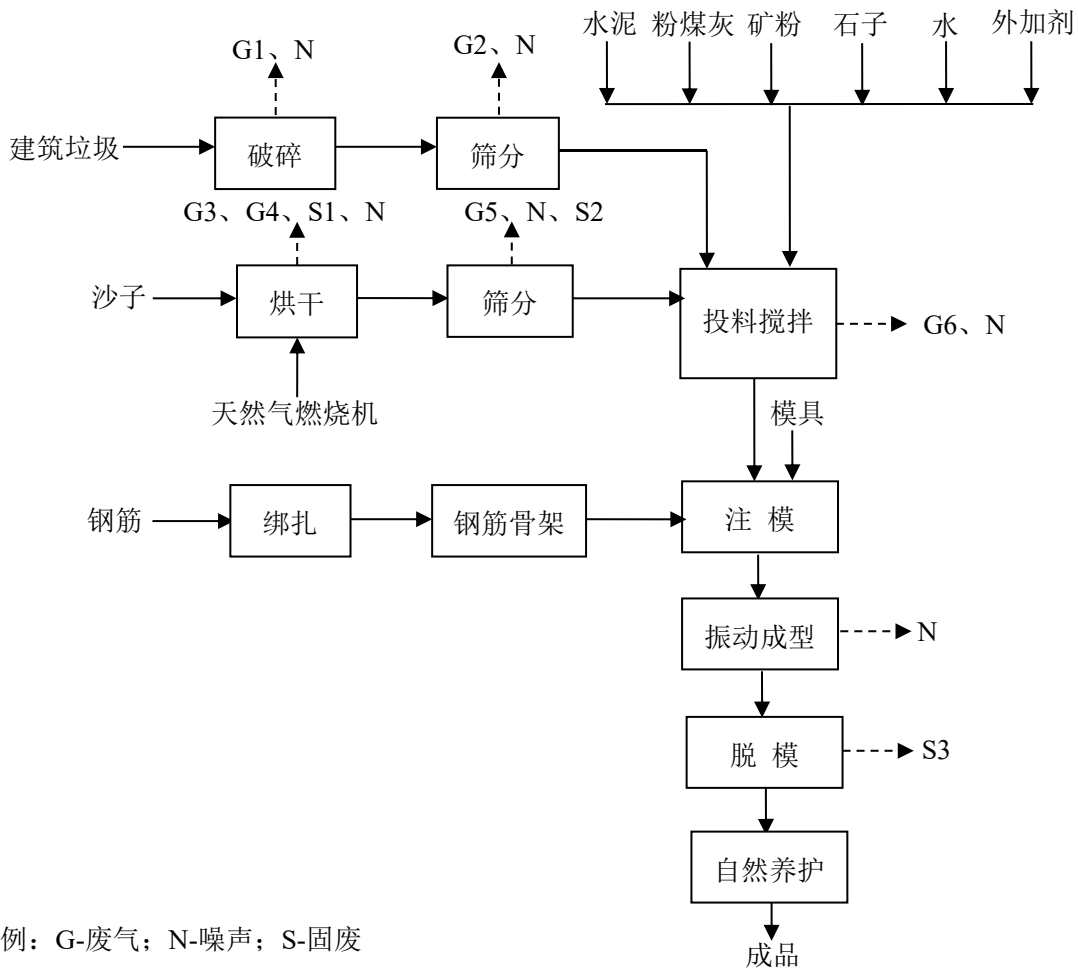 水泥 粉煤灰 矿粉 石子 水 外加剂
G1、N
G2、N
建筑垃圾
破碎
筛分
G3、G4、S1、N
G5、N、S2
沙子
烘干
筛分
投料搅拌
G6、N
天然气燃烧机
模具
钢筋
绑扎
钢筋骨架
注 模
振动成型
N
脱 模
S3
自然养护
例：G-废气；N-噪声；S-固废
成品